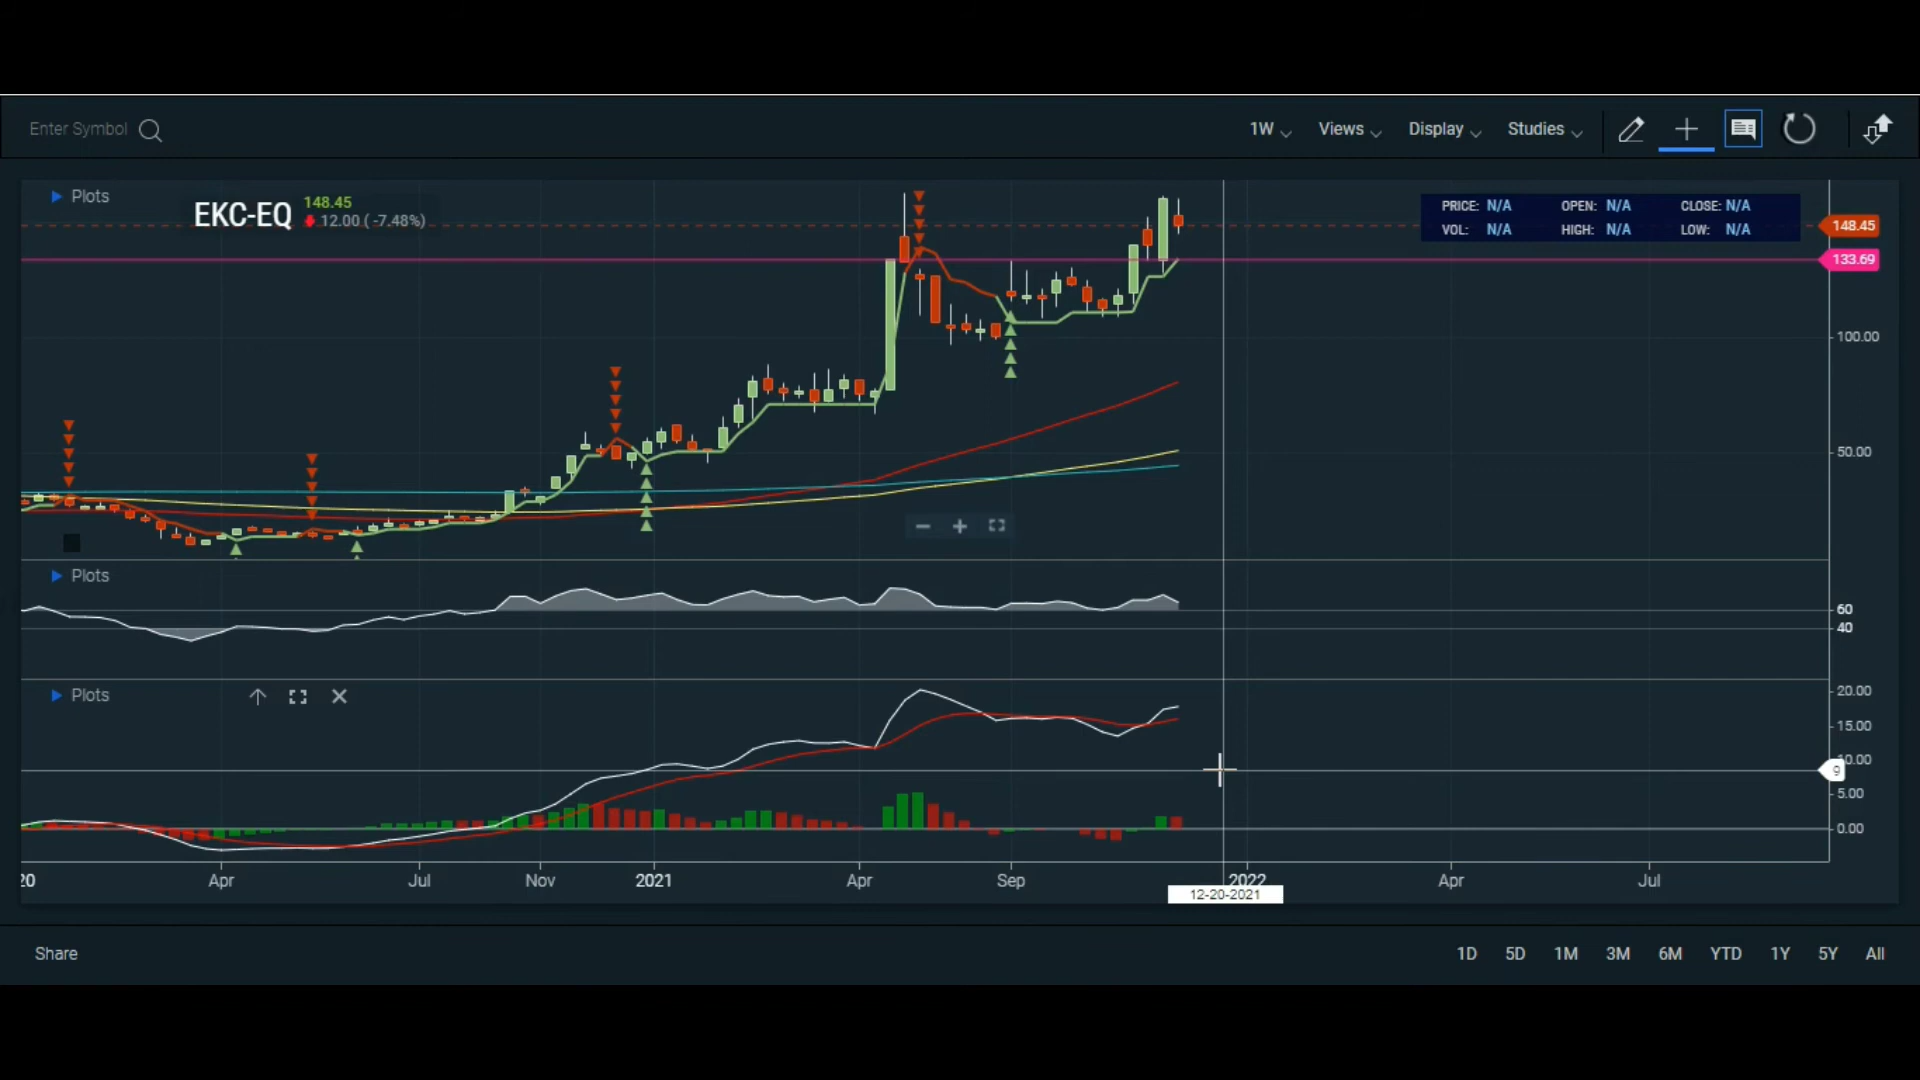 Enter Symbol
1W Views Display Studies
Plots
EKC-EQ 148.45
12.00 ( -7.48%)
PRICE: N/A OPEN: N/A CLOSE: N/A
VOL: N/A HIGH: N/A LOW: N/A
148.45
133.69
100.00
50.00
Plots
60
40
Plots
20.00
15.00
10.00
9
5.00
0.00
20 Apr Jul Nov 2021 Apr Sep 2022 Apr Jul
12-20-2021
Share
1D 5D 1M 3M 6M YTD 1Y 5Y All